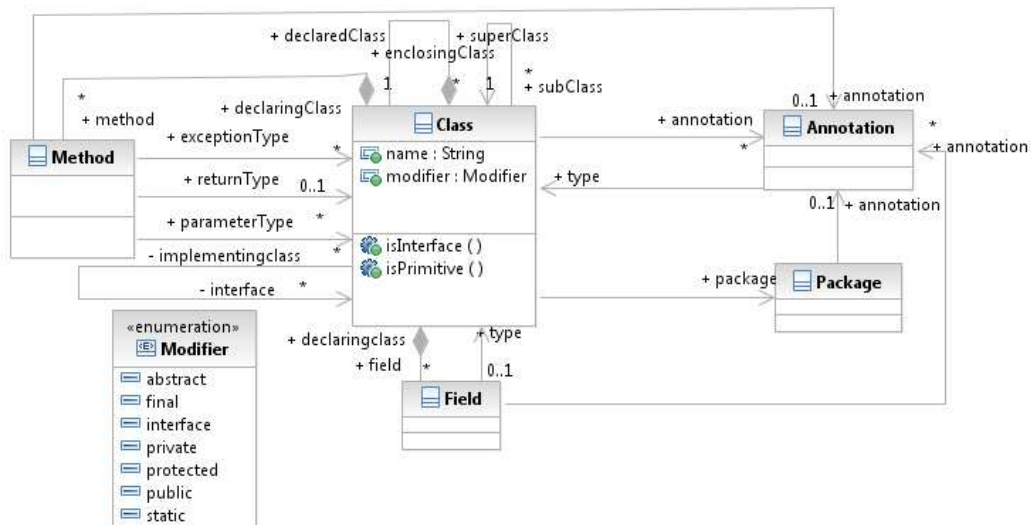 + declaredClass
+ superClass
+ enclosingClass
*
1
*
1
*
+ subClass
+ method
+ declaringClass
0..1
+ annotation
Class
+ annotation
Annotation
*
+ annotation
Method
+ exceptionType
*
name : String
*
modifier : Modifier
+ returnType
0..1
+ type
0..1
+ annotation
+ parameterType
*
- implementingclass
*
isInterface ( )
isPrimitive ( )
- interface
*
+ package
Package
«enumeration»
Modifier
+ declaringclass
+ type
+ field
*
0..1
abstract
final
interface
private
protected
public
static
Field